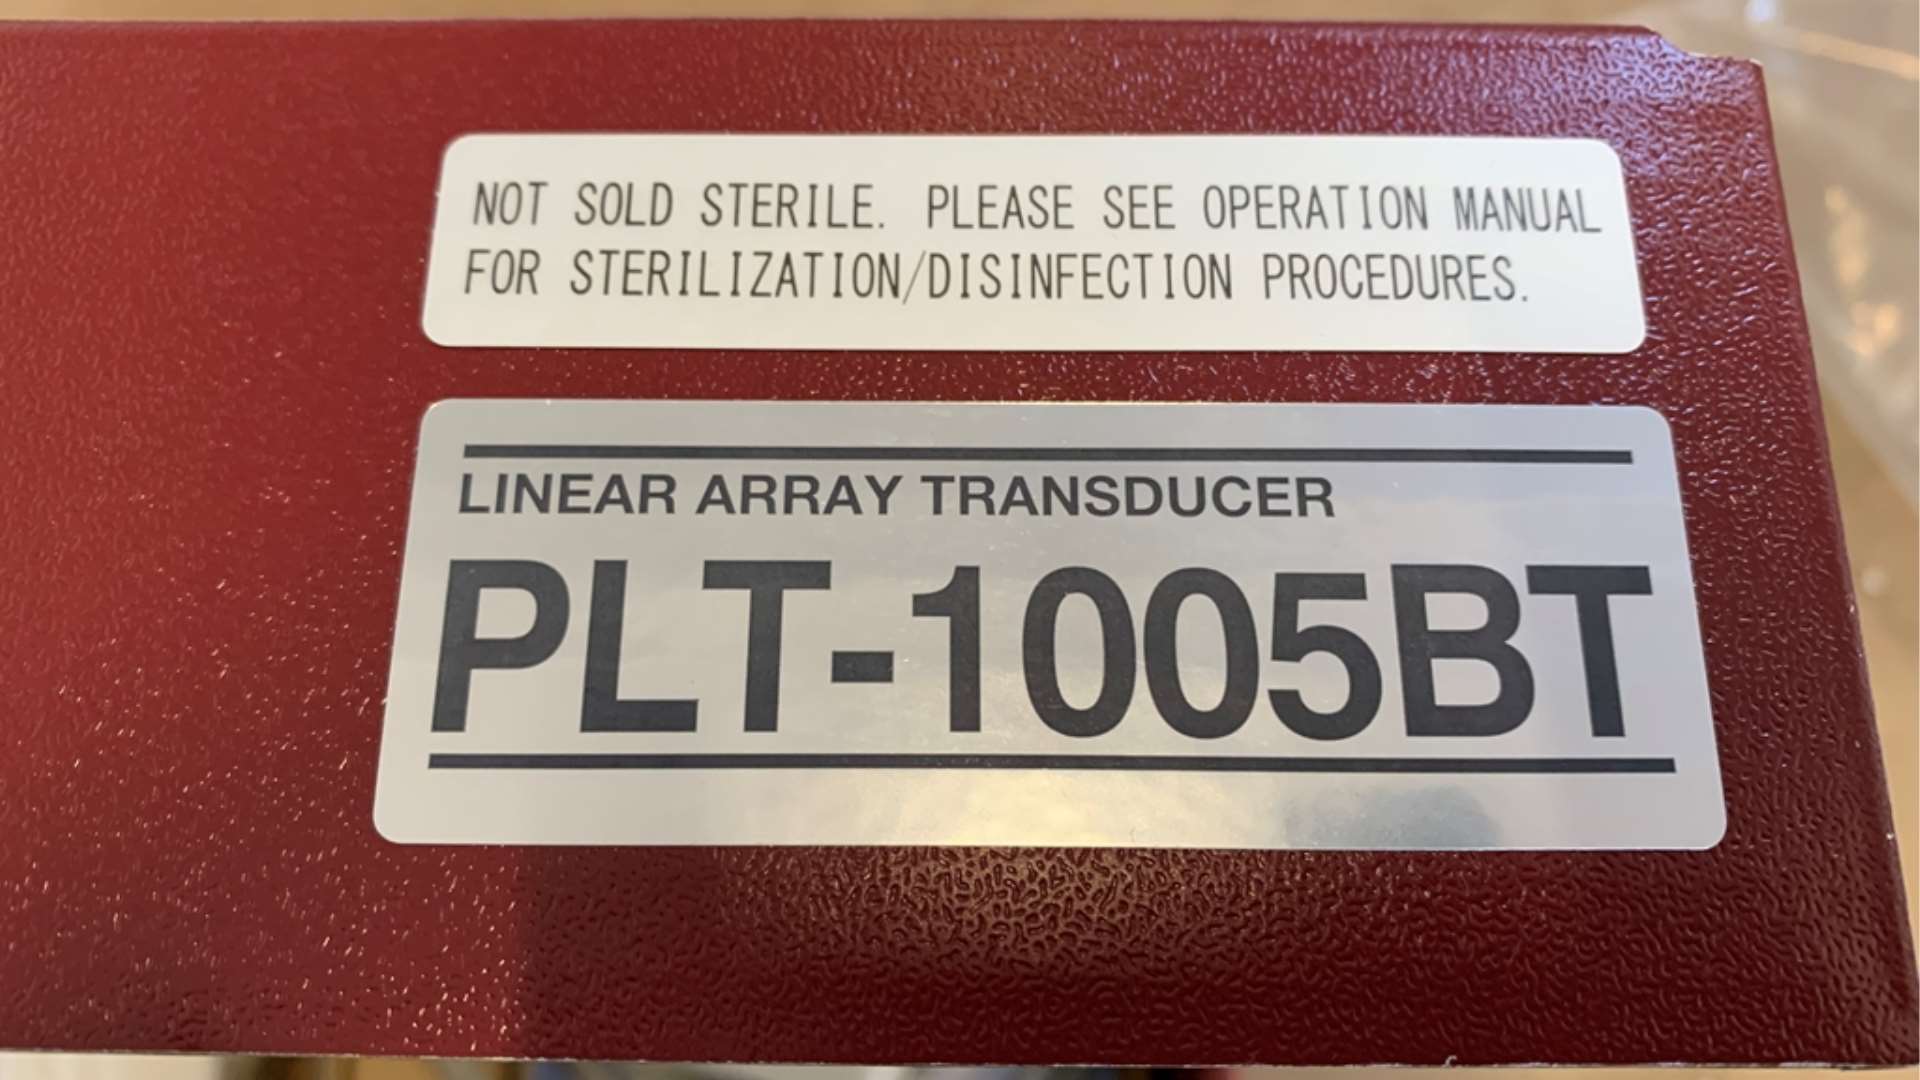 NOT SOLD STERILE. PLEASE SEE OPERATION MANUAL
FOR STERILIZATION/DISINFECTION PROCEDURES.
LINEAR ARRAY TRANSDUCER
PLT-1005BT